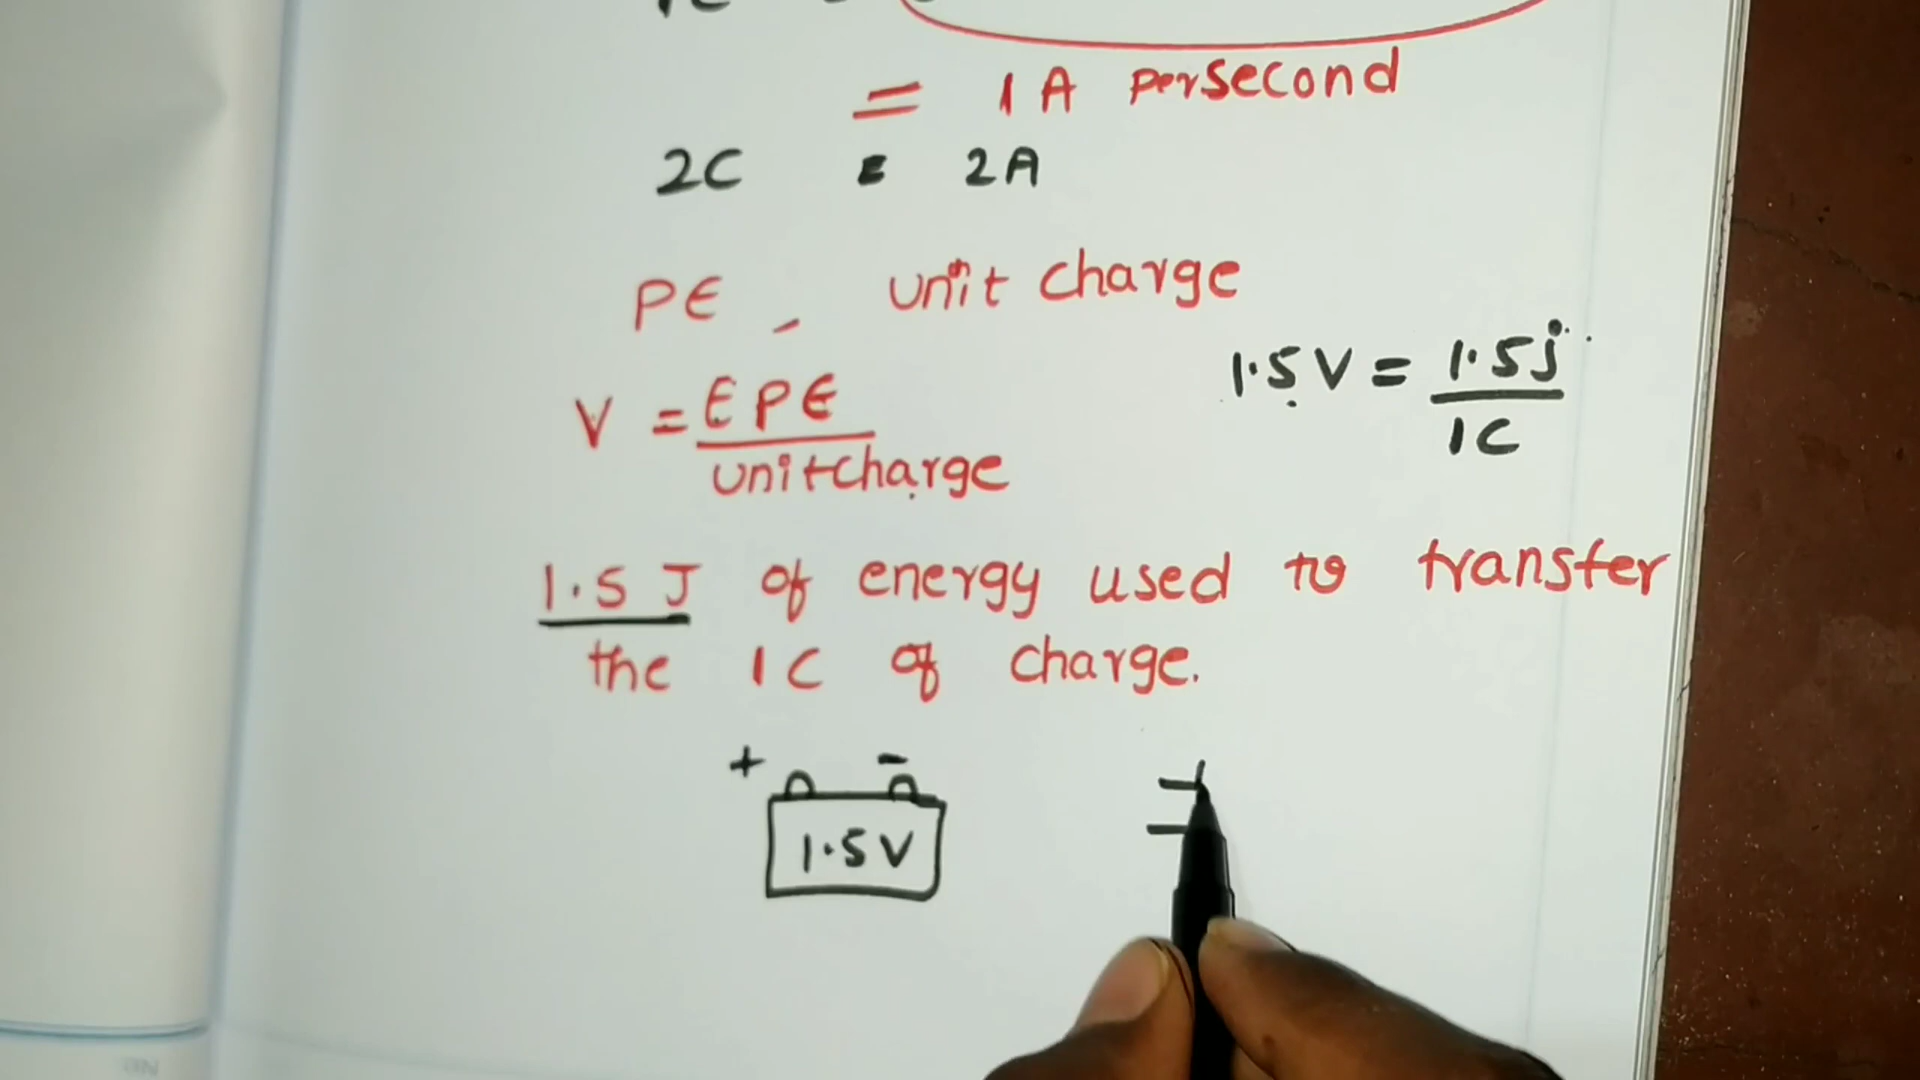 = 1A persecond
2C = 2A
PE - unit charge
1.5V = 1.5j / 1C
V = EPE / unitcharge
1.5 J of energy used to transfer
the 1C of charge.
+ -
1.5V